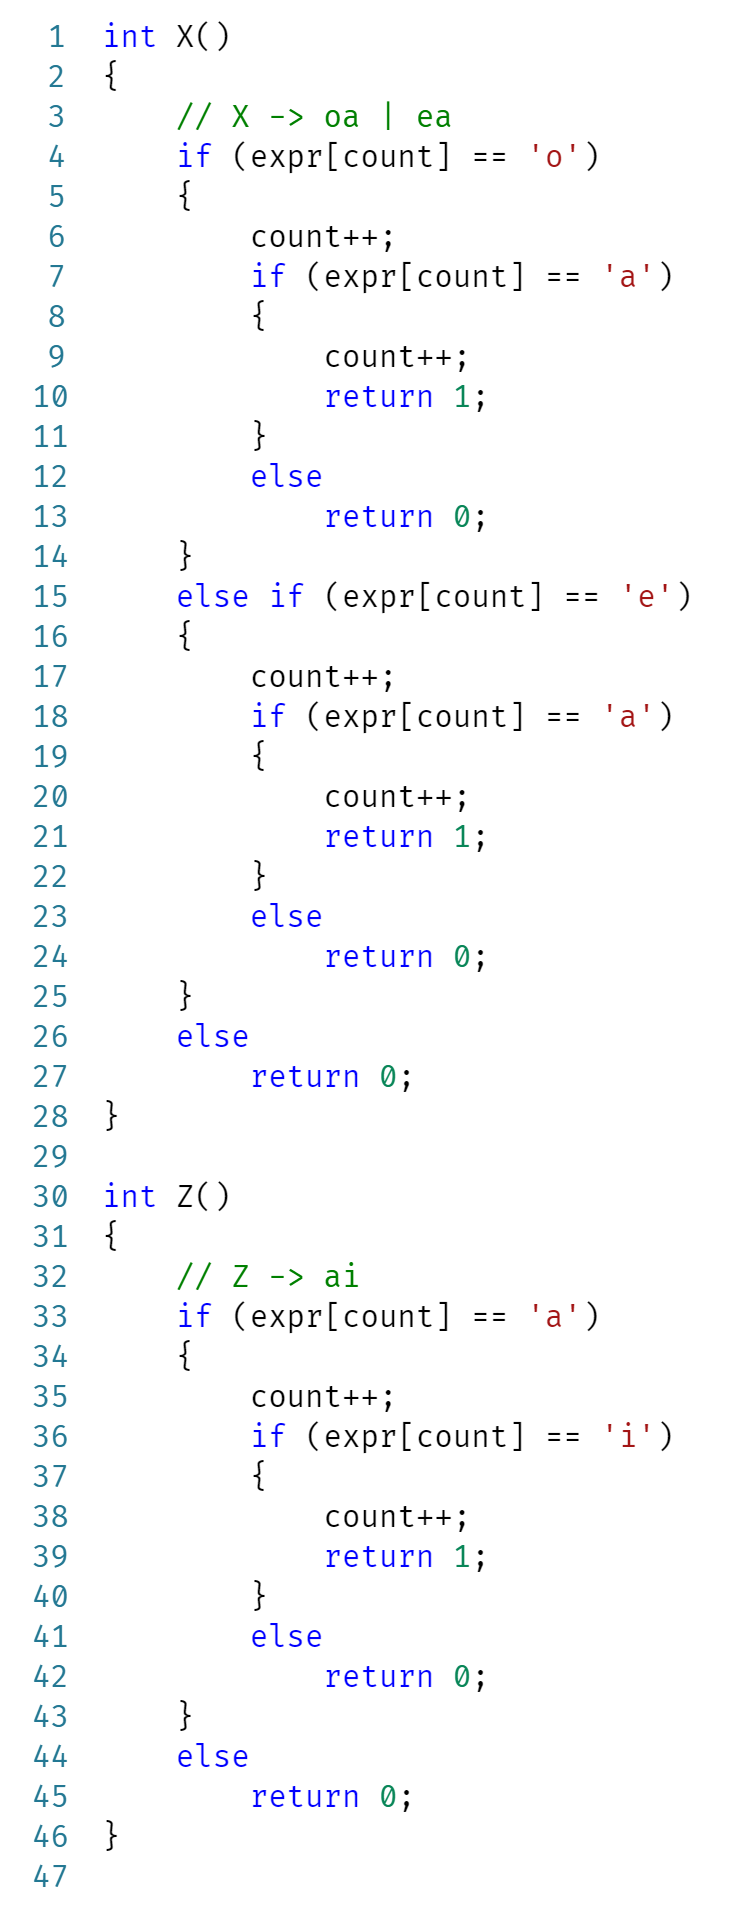 1 int X()
2 {
3     // X -> oa | ea
4     if (expr[count] == 'o')
5     {
6         count++;
7         if (expr[count] == 'a')
8         {
9             count++;
10             return 1;
11         }
12         else
13             return 0;
14     }
15     else if (expr[count] == 'e')
16     {
17         count++;
18         if (expr[count] == 'a')
19         {
20             count++;
21             return 1;
22         }
23         else
24             return 0;
25     }
26     else
27         return 0;
28 }
29
30 int Z()
31 {
32     // Z -> ai
33     if (expr[count] == 'a')
34     {
35         count++;
36         if (expr[count] == 'i')
37         {
38             count++;
39             return 1;
40         }
41         else
42             return 0;
43     }
44     else
45         return 0;
46 }
47